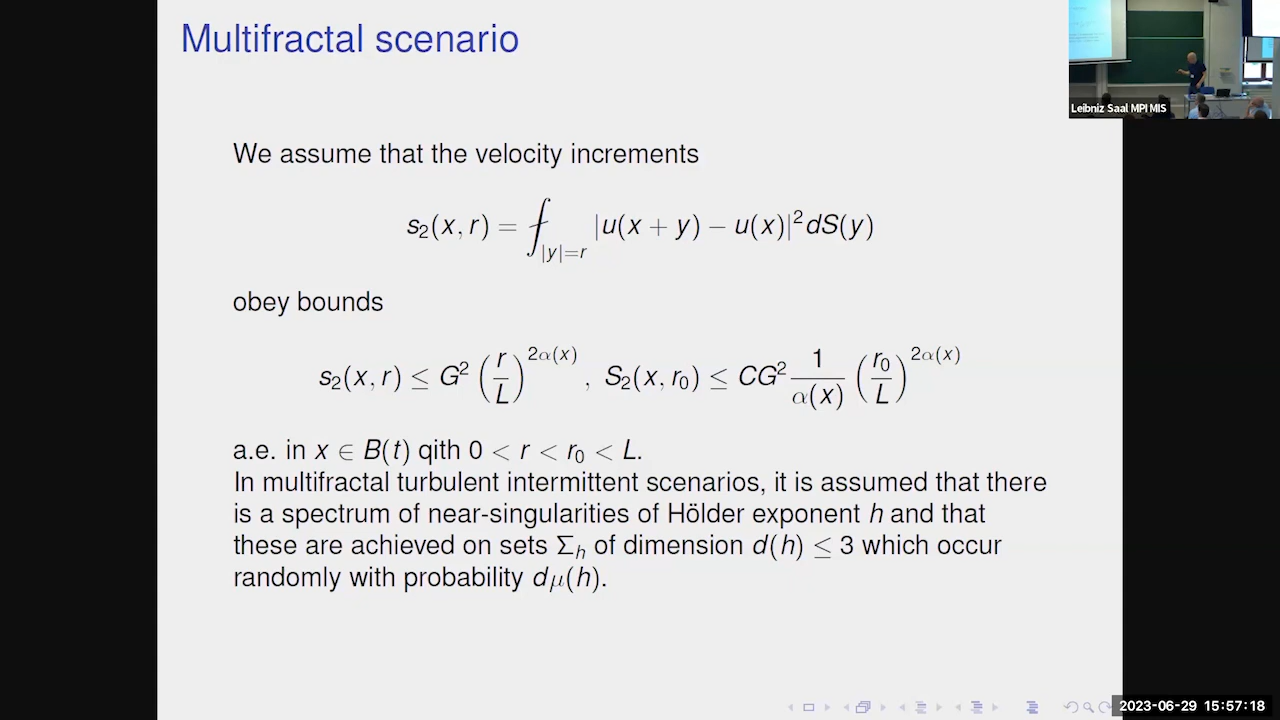 Multifractal scenario
We assume that the velocity increments
s₂(x, r) = ⨍_{|y|=r} |u(x + y) − u(x)|² dS(y)
obey bounds
s₂(x, r) ≤ G² (r/L)^{2α(x)}, S₂(x, r₀) ≤ CG² 1/α(x) (r₀/L)^{2α(x)}
a.e. in x ∈ B(t) qith 0 < r < r₀ < L.
In multifractal turbulent intermittent scenarios, it is assumed that there
is a spectrum of near-singularities of Hölder exponent h and that
these are achieved on sets Σ_h of dimension d(h) ≤ 3 which occur
randomly with probability dμ(h).
Leibniz Saal MPI MIS
2023-06-29 15:57:18